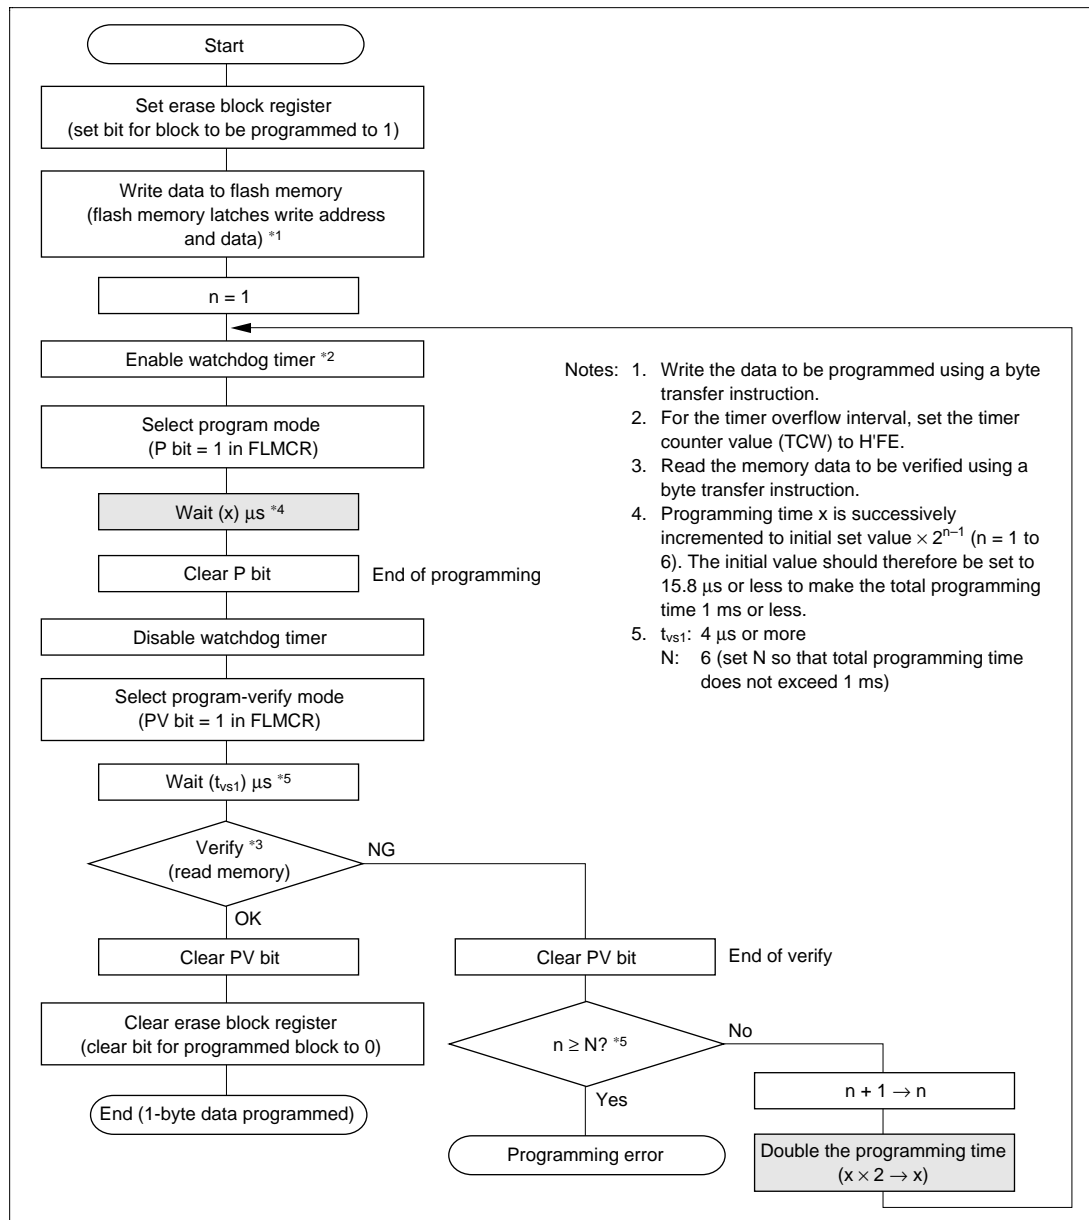 Start
Set erase block register
(set bit for block to be programmed to 1)
Write data to flash memory
(flash memory latches write address
and data) *1
n = 1
Enable watchdog timer *2
Select program mode
(P bit = 1 in FLMCR)
Wait (x) μs *4
Clear P bit
End of programming
Disable watchdog timer
Select program-verify mode
(PV bit = 1 in FLMCR)
Wait (tvs1) μs *5
Verify *3
(read memory)
NG
OK
Clear PV bit
Clear erase block register
(clear bit for programmed block to 0)
End (1-byte data programmed)
Clear PV bit
End of verify
n ≥ N? *5
No
Yes
Programming error
n + 1 → n
Double the programming time
(x × 2 → x)
Notes: 1. Write the data to be programmed using a byte
transfer instruction.
2. For the timer overflow interval, set the timer
counter value (TCW) to H'FE.
3. Read the memory data to be verified using a
byte transfer instruction.
4. Programming time x is successively
incremented to initial set value × 2^n–1 (n = 1 to
6). The initial value should therefore be set to
15.8 μs or less to make the total programming
time 1 ms or less.
5. tvs1: 4 μs or more
N: 6 (set N so that total programming time
does not exceed 1 ms)